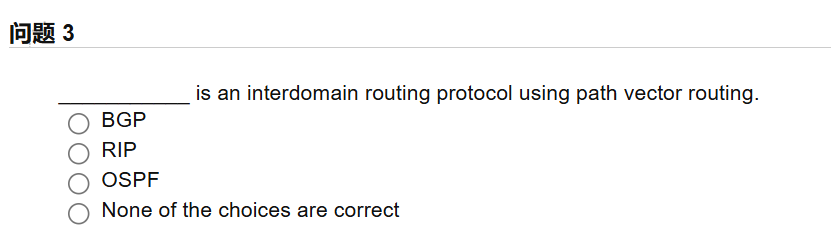 问题 3
___________ is an interdomain routing protocol using path vector routing.
BGP
RIP
OSPF
None of the choices are correct